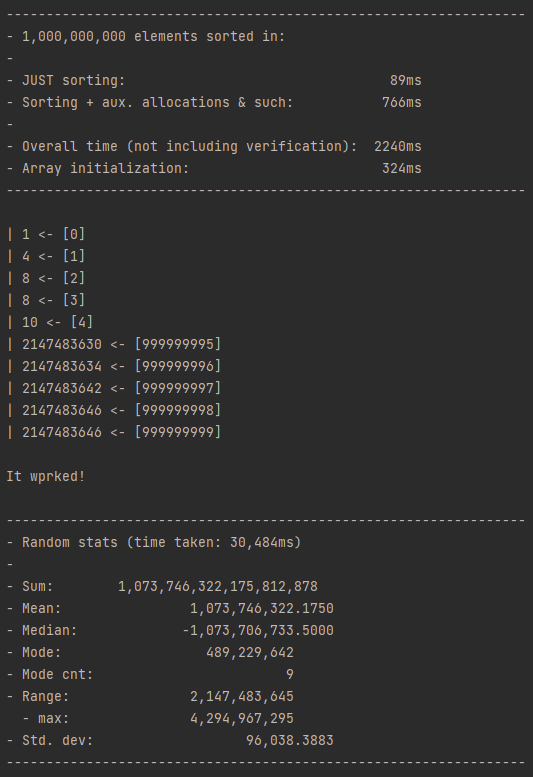 -----------------------------------------------------------------
- 1,000,000,000 elements sorted in:
-
- JUST sorting:                                 89ms
- Sorting + aux. allocations & such:           766ms
-
- Overall time (not including verification):  2240ms
- Array initialization:                        324ms
-----------------------------------------------------------------
| 1 <- [0]
| 4 <- [1]
| 8 <- [2]
| 8 <- [3]
| 10 <- [4]
| 2147483630 <- [999999995]
| 2147483634 <- [999999996]
| 2147483642 <- [999999997]
| 2147483646 <- [999999998]
| 2147483646 <- [999999999]
It wprked!
-----------------------------------------------------------------
- Random stats (time taken: 30,484ms)
-
- Sum:        1,073,746,322,175,812,878
- Mean:                1,073,746,322.1750
- Median:             -1,073,706,733.5000
- Mode:                  489,229,642
- Mode cnt:                        9
- Range:               2,147,483,645
  - max:               4,294,967,295
- Std. dev:                   96,038.3883
-----------------------------------------------------------------